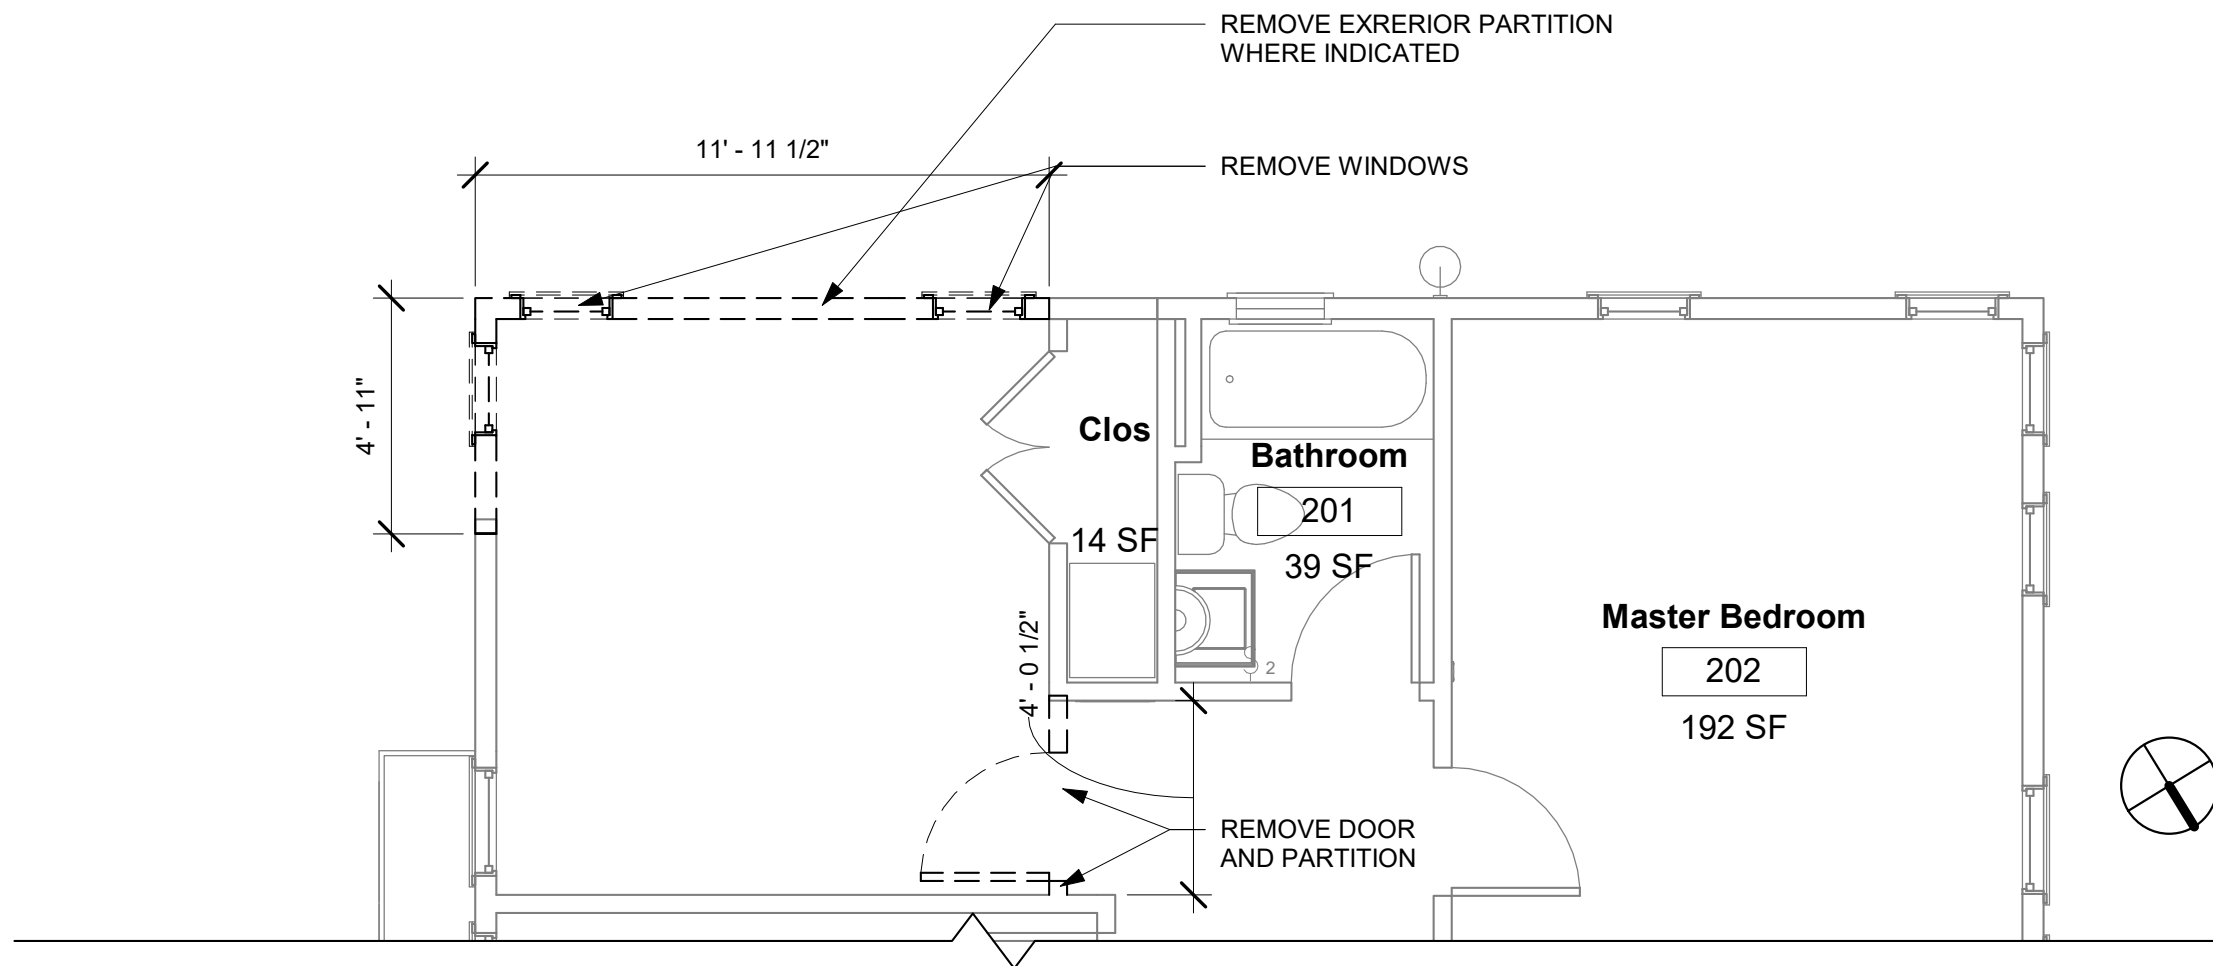 REMOVE EXRERIOR PARTITION
WHERE INDICATED
11' - 11 1/2"
REMOVE WINDOWS
4' - 11"
Clos
14 SF
Bathroom
201
39 SF
2
4' - 0 1/2"
Master Bedroom
202
192 SF
REMOVE DOOR
AND PARTITION